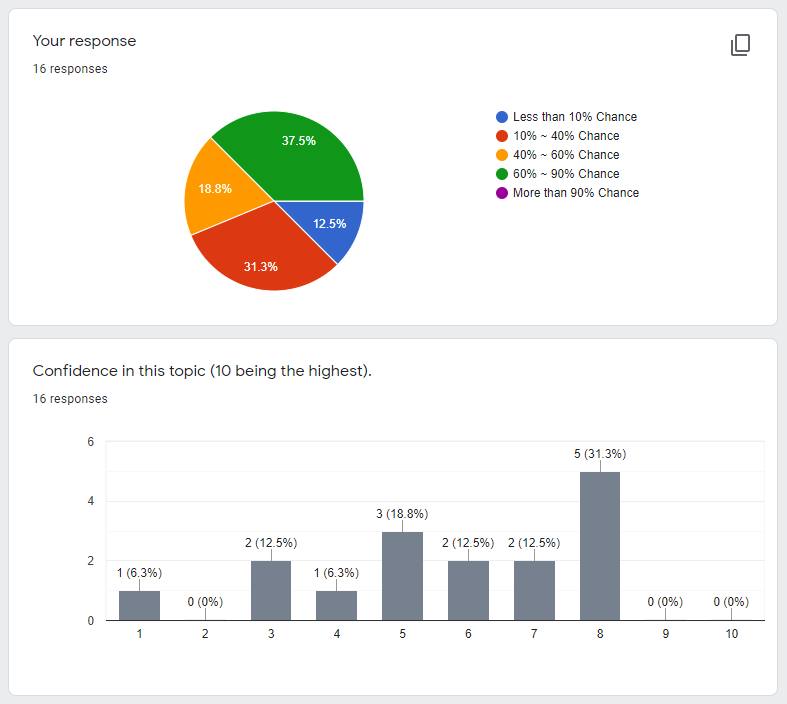 Your response
16 responses
37.5%
18.8%
12.5%
31.3%
Less than 10% Chance
10% ~ 40% Chance
40% ~ 60% Chance
60% ~ 90% Chance
More than 90% Chance
Confidence in this topic (10 being the highest).
16 responses
6
4
2
0
1 (6.3%)
0 (0%)
2 (12.5%)
1 (6.3%)
3 (18.8%)
2 (12.5%)
2 (12.5%)
5 (31.3%)
0 (0%)
0 (0%)
1 2 3 4 5 6 7 8 9 10